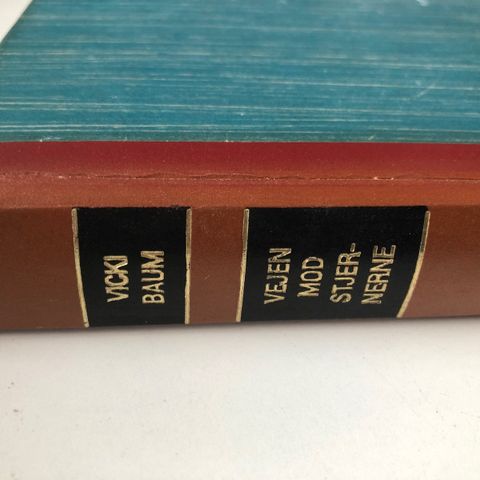 VICKI
BAUM
VEJEN
MOD
STJER-
NERNE